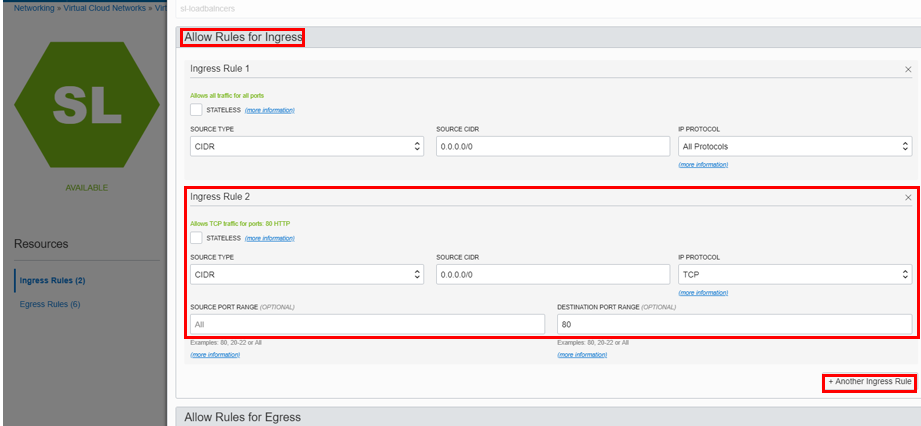 Networking » Virtual Cloud Networks » Virt
SL
AVAILABLE
Resources
Ingress Rules (2)
Egress Rules (6)
sl-loadbalncers
Allow Rules for Ingress
Ingress Rule 1
×
Allows all traffic for all ports
STATELESS (more information)
SOURCE TYPE SOURCE CIDR IP PROTOCOL
CIDR 0.0.0.0/0 All Protocols
(more information)
Ingress Rule 2
×
Allows TCP traffic for ports: 80 HTTP
STATELESS (more information)
SOURCE TYPE SOURCE CIDR IP PROTOCOL
CIDR 0.0.0.0/0 TCP
(more information)
SOURCE PORT RANGE (OPTIONAL) DESTINATION PORT RANGE (OPTIONAL)
All 80
Examples: 80, 20-22 or All Examples: 80, 20-22 or All
(more information) (more information)
+ Another Ingress Rule
Allow Rules for Egress